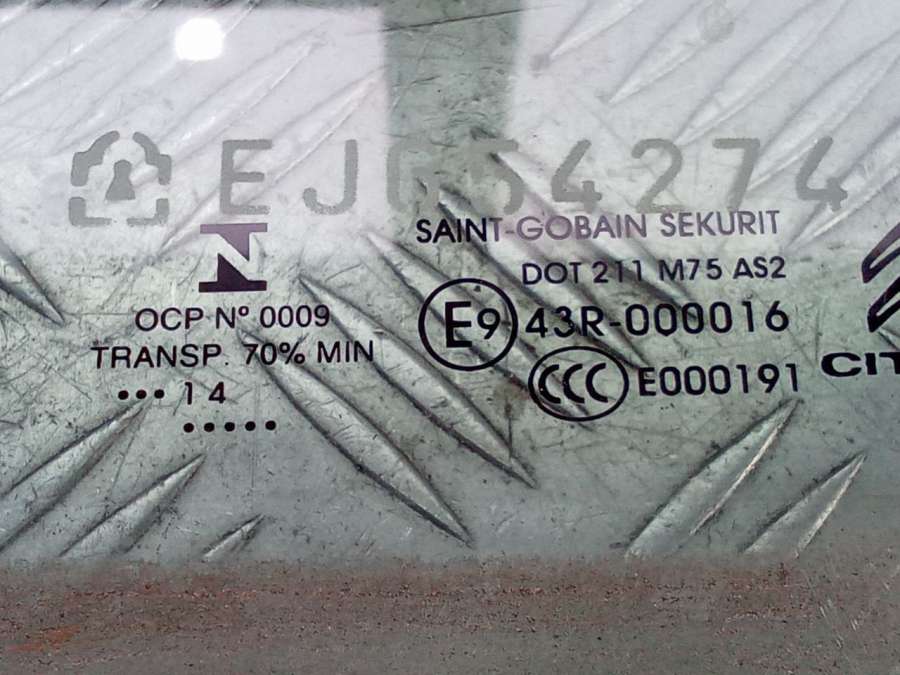 SAINT-GOBAIN SEKURIT
DOT 211 M75 AS2
OCP Nº 0009
TRANSP. 70% MIN
•••14
•••••
E9 43R-000016
CCC E000191
CIT